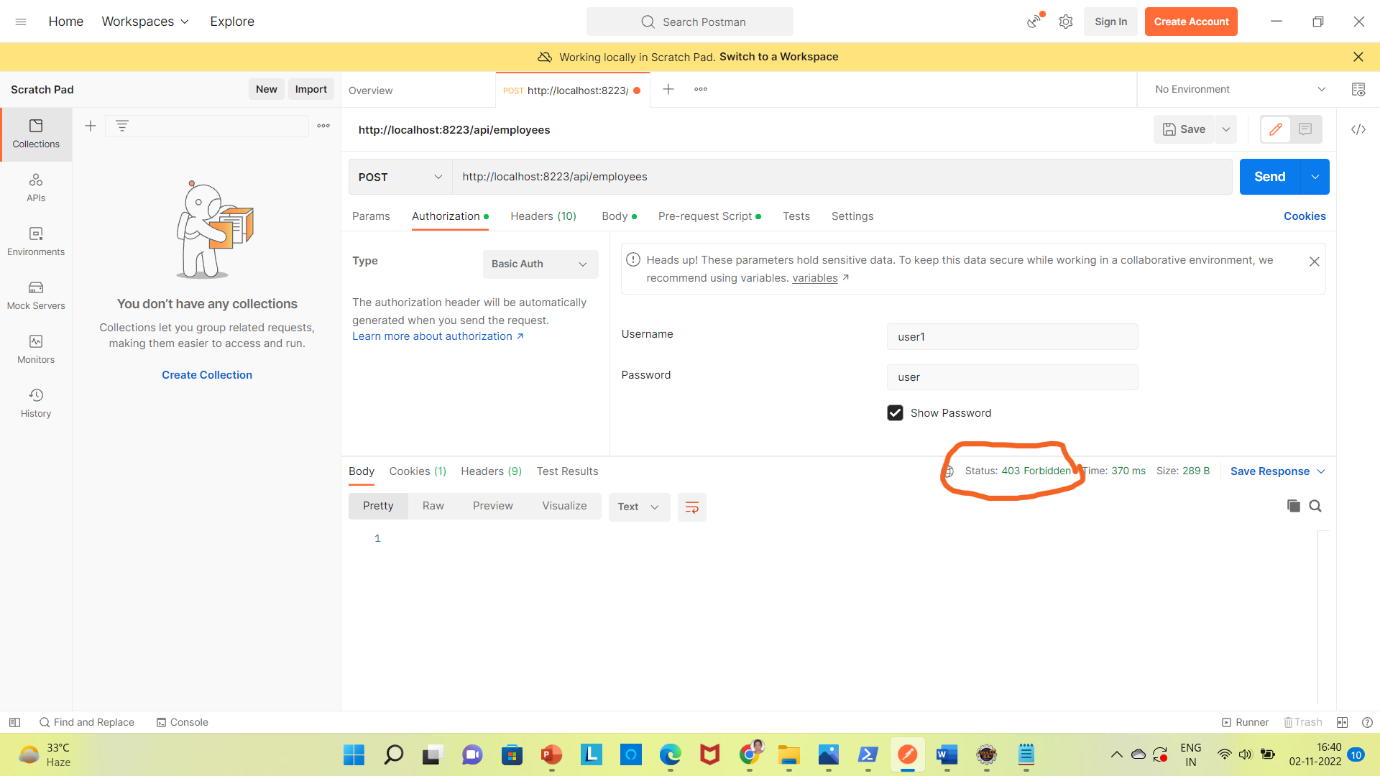 Home Workspaces Explore Search Postman Sign In Create Account
Working locally in Scratch Pad. Switch to a Workspace
Scratch Pad New Import Overview POST http://localhost:8223/ No Environment
Collections
http://localhost:8223/api/employees Save
POST http://localhost:8223/api/employees Send
APIs
Params Authorization Headers (10) Body Pre-request Script Tests Settings Cookies
Environments
Type Basic Auth
Heads up! These parameters hold sensitive data. To keep this data secure while working in a collaborative environment, we
recommend using variables. variables ↗
Mock Servers
You don't have any collections
Collections let you group related requests,
making them easier to access and run.
Create Collection
The authorization header will be automatically
generated when you send the request.
Learn more about authorization ↗
Username user1
Password user
Show Password
Monitors
History
Body Cookies (1) Headers (9) Test Results Status: 403 Forbidden Time: 370 ms Size: 289 B Save Response
Pretty Raw Preview Visualize Text
1
Find and Replace Console Runner Trash
33°C
Haze
ENG
IN
16:40
02-11-2022
10